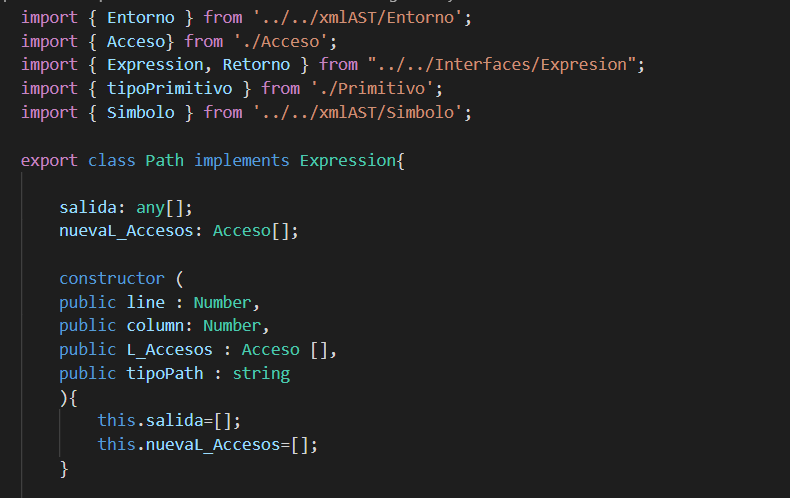 import { Entorno } from '../../xmlAST/Entorno';
import { Acceso} from './Acceso';
import { Expression, Retorno } from "../../Interfaces/Expresion";
import { tipoPrimitivo } from './Primitivo';
import { Simbolo } from '../../xmlAST/Simbolo';
export class Path implements Expression{
salida: any[];
nuevaL_Accesos: Acceso[];
constructor (
public line : Number,
public column: Number,
public L_Accesos : Acceso [],
public tipoPath : string
){
this.salida=[];
this.nuevaL_Accesos=[];
}